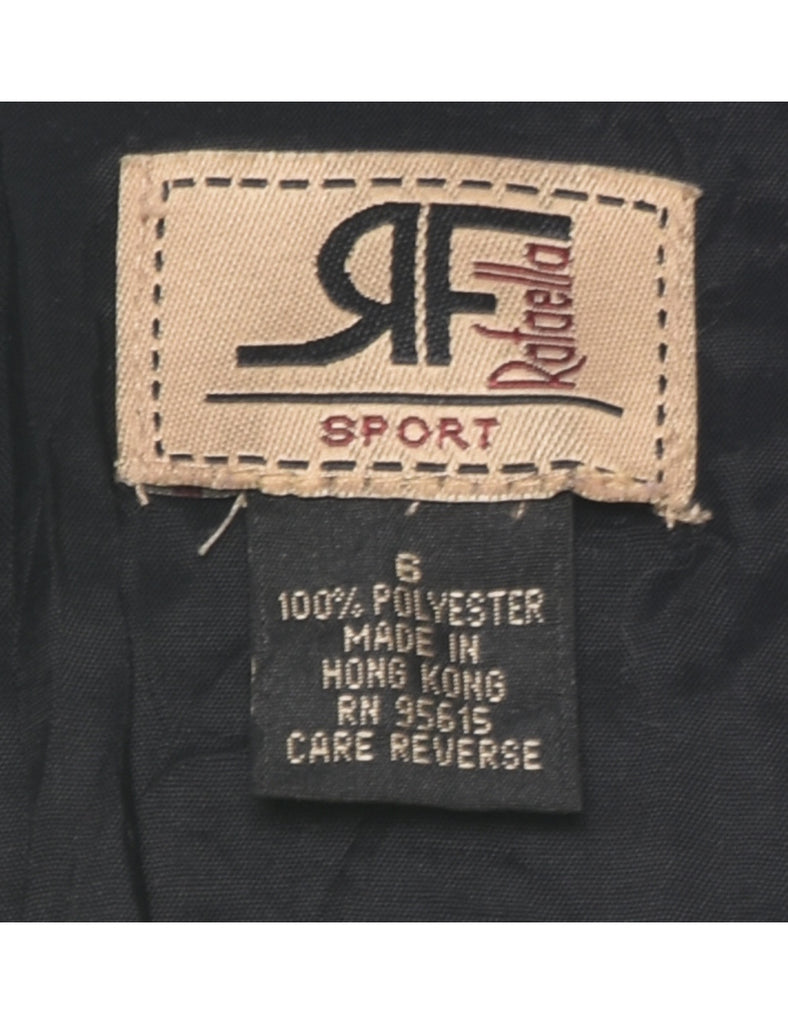 RF
Rafaella
SPORT
6
100% POLYESTER
MADE IN
HONG KONG
RN 95615
CARE REVERSE